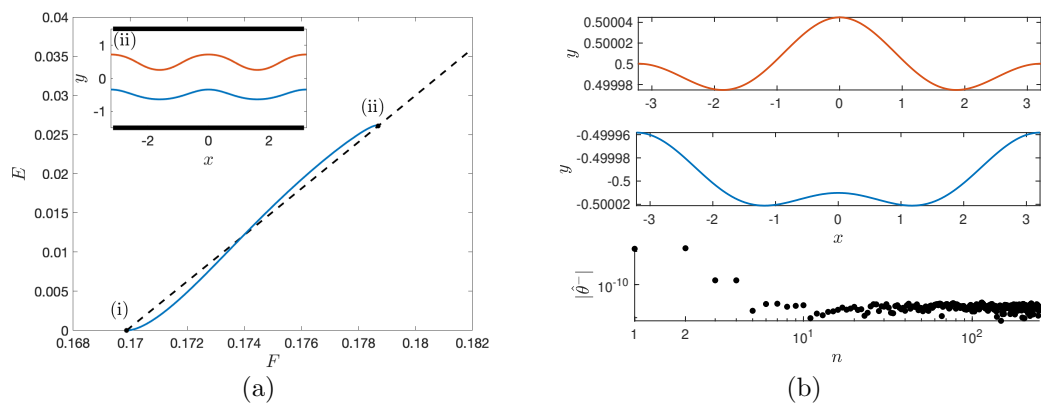 0.04
0.035
0.03
0.025
0.02
0.015
0.01
0.005
0
E
0.168 0.17 0.172 0.174 0.176 0.178 0.18 0.182
F
(i)
(ii)
(ii)
1
0
-1
y
-2 0 2
x
(a)
0.50004
0.50002
0.5
0.49998
y
-3 -2 -1 0 1 2 3
-0.49996
-0.49998
-0.5
-0.50002
y
-3 -2 -1 0 1 2 3
x
|θ̂⁻|
10⁻¹⁰
1 2 10¹ 10²
n
(b)